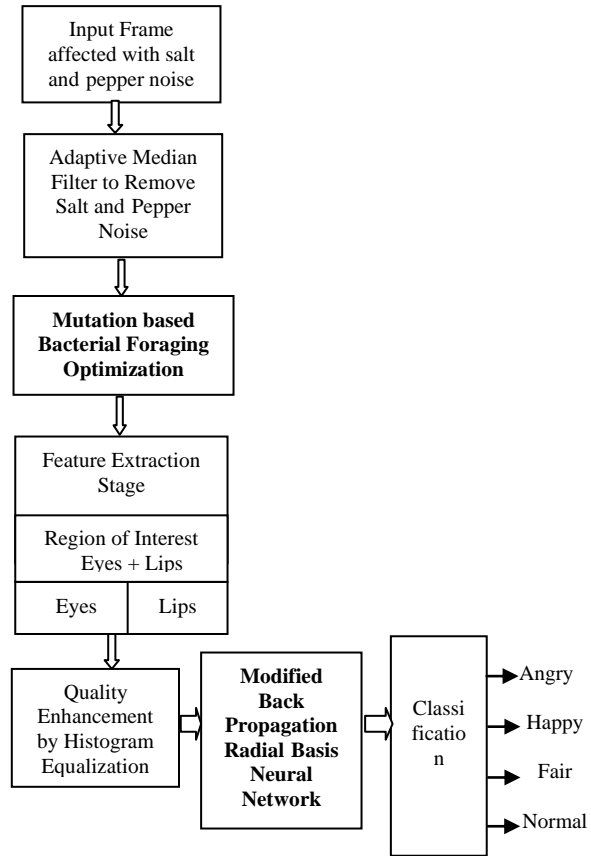 Input Frame
affected with salt
and pepper noise
Adaptive Median
Filter to Remove
Salt and Pepper
Noise
Mutation based
Bacterial Foraging
Optimization
Feature Extraction
Stage
Region of Interest
Eyes + Lips
Eyes
Lips
Quality
Enhancement
by Histogram
Equalization
Modified
Back
Propagation
Radial Basis
Neural
Network
Classi
ficatio
n
Angry
Happy
Fair
Normal